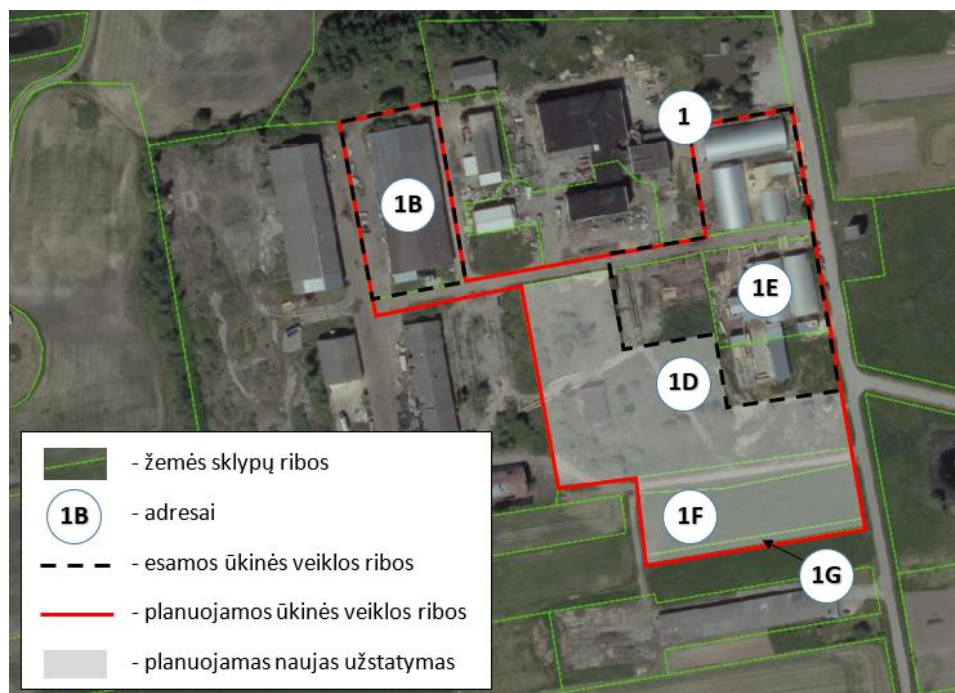 1
1B
1E
1D
1F
1G
- žemės sklypų ribos
1B - adresai
- esamos ūkinės veiklos ribos
- planuojamos ūkinės veiklos ribos
- planuojamas naujas užstatymas